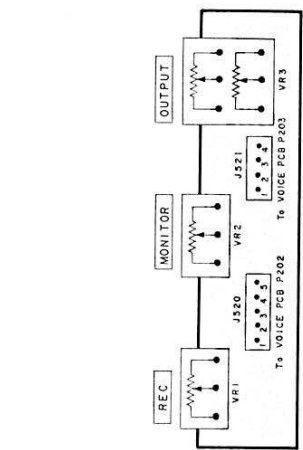 REC
MONITOR
OUTPUT
VR1
J520
1 2 3 4 5
To VOICE PCB P202
VR2
J521
1 2 3 4
To VOICE PCB P203
VR3